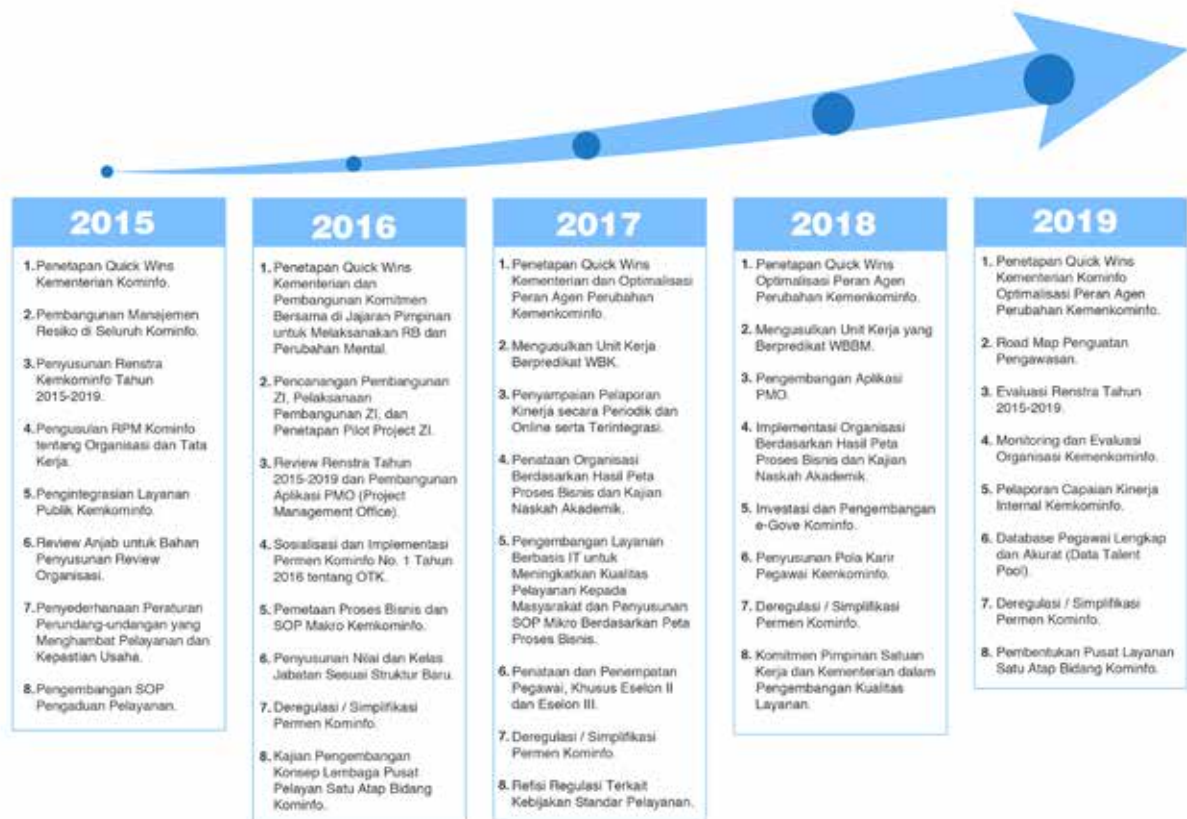 2015
1. Penetapan Quick Wins
Kementerian Kominfo.
2. Pembangunan Manajemen
Resiko di Seluruh Kominfo.
3. Penyusunan Renstra
Kemkominfo Tahun
2015-2019.
4. Pengusulan RPM Kominfo
tentang Organisasi dan Tata
Kerja.
5. Pengintegrasian Layanan
Publik Kemkominfo.
6. Review Anjab untuk Bahan
Penyusunan Review
Organisasi.
7. Penyederhanaan Peraturan
Perundang-undangan yang
Menghambat Pelayanan dan
Kepastian Usaha.
8. Pengembangan SOP
Pengaduan Pelayanan.
2016
1. Penetapan Quick Wins
Kementerian dan
Pembangunan Komitmen
Bersama di Jajaran Pimpinan
untuk Melaksanakan RB dan
Perubahan Mental.
2. Pencanangan Pembangunan
ZI, Pelaksanaan
Pembangunan ZI, dan
Penetapan Pilot Project ZI.
3. Review Renstra Tahun
2015-2019 dan Pembangunan
Aplikasi PMO (Project
Management Office).
4. Sosialisasi dan Implementasi
Permen Kominfo No. 1 Tahun
2016 tentang OTK.
5. Pemetaan Proses Bisnis dan
SOP Makro Kemkominfo.
6. Penyusunan Nilai dan Kelas
Jabatan Sesuai Struktur Baru.
7. Deregulasi / Simplifikasi
Permen Kominfo.
8. Kajian Pengembangan
Konsep Lembaga Pusat
Pelayan Satu Atap Bidang
Kominfo.
2017
1. Penetapan Quick Wins
Kementerian dan Optimalisasi
Peran Agen Perubahan
Kemenkominfo.
2. Mengusulkan Unit Kerja
Berpredikat WBK.
3. Penyampaian Pelaporan
Kinerja secara Periodik dan
Online serta Terintegrasi.
4. Penataan Organisasi
Berdasarkan Hasil Peta
Proses Bisnis dan Kajian
Naskah Akademik.
5. Pengembangan Layanan
Berbasis IT untuk
Meningkatkan Kualitas
Pelayanan Kepada
Masyarakat dan Penyusunan
SOP Mikro Berdasarkan Peta
Proses Bisnis.
6. Penataan dan Penempatan
Pegawai, Khusus Eselon II
dan Eselon III.
7. Deregulasi / Simplifikasi
Permen Kominfo.
8. Refisi Regulasi Terkait
Kebijakan Standar Pelayanan.
2018
1. Penetapan Quick Wins
Optimalisasi Peran Agen
Perubahan Kemenkominfo.
2. Mengusulkan Unit Kerja yang
Berpredikat WBBM.
3. Pengembangan Aplikasi
PMO.
4. Implementasi Organisasi
Berdasarkan Hasil Peta
Proses Bisnis dan Kajian
Naskah Akademik.
5. Investasi dan Pengembangan
e-Gove Kominfo.
6. Penyusunan Pola Karir
Pegawai Kemkominfo.
7. Deregulasi / Simplifikasi
Permen Kominfo.
8. Komitmen Pimpinan Satuan
Kerja dan Kementerian dalam
Pengembangan Kualitas
Layanan.
2019
1. Penetapan Quick Wins
Kementerian Kominfo
Optimalisasi Peran Agen
Perubahan Kemenkominfo.
2. Road Map Penguatan
Pengawasan.
3. Evaluasi Renstra Tahun
2015-2019.
4. Monitoring dan Evaluasi
Organisasi Kemenkominfo.
5. Pelaporan Capaian Kinerja
Internal Kemkominfo.
6. Database Pegawai Lengkap
dan Akurat (Data Talent
Pool).
7. Deregulasi / Simplifikasi
Permen Kominfo.
8. Pembentukan Pusat Layanan
Satu Atap Bidang Kominfo.